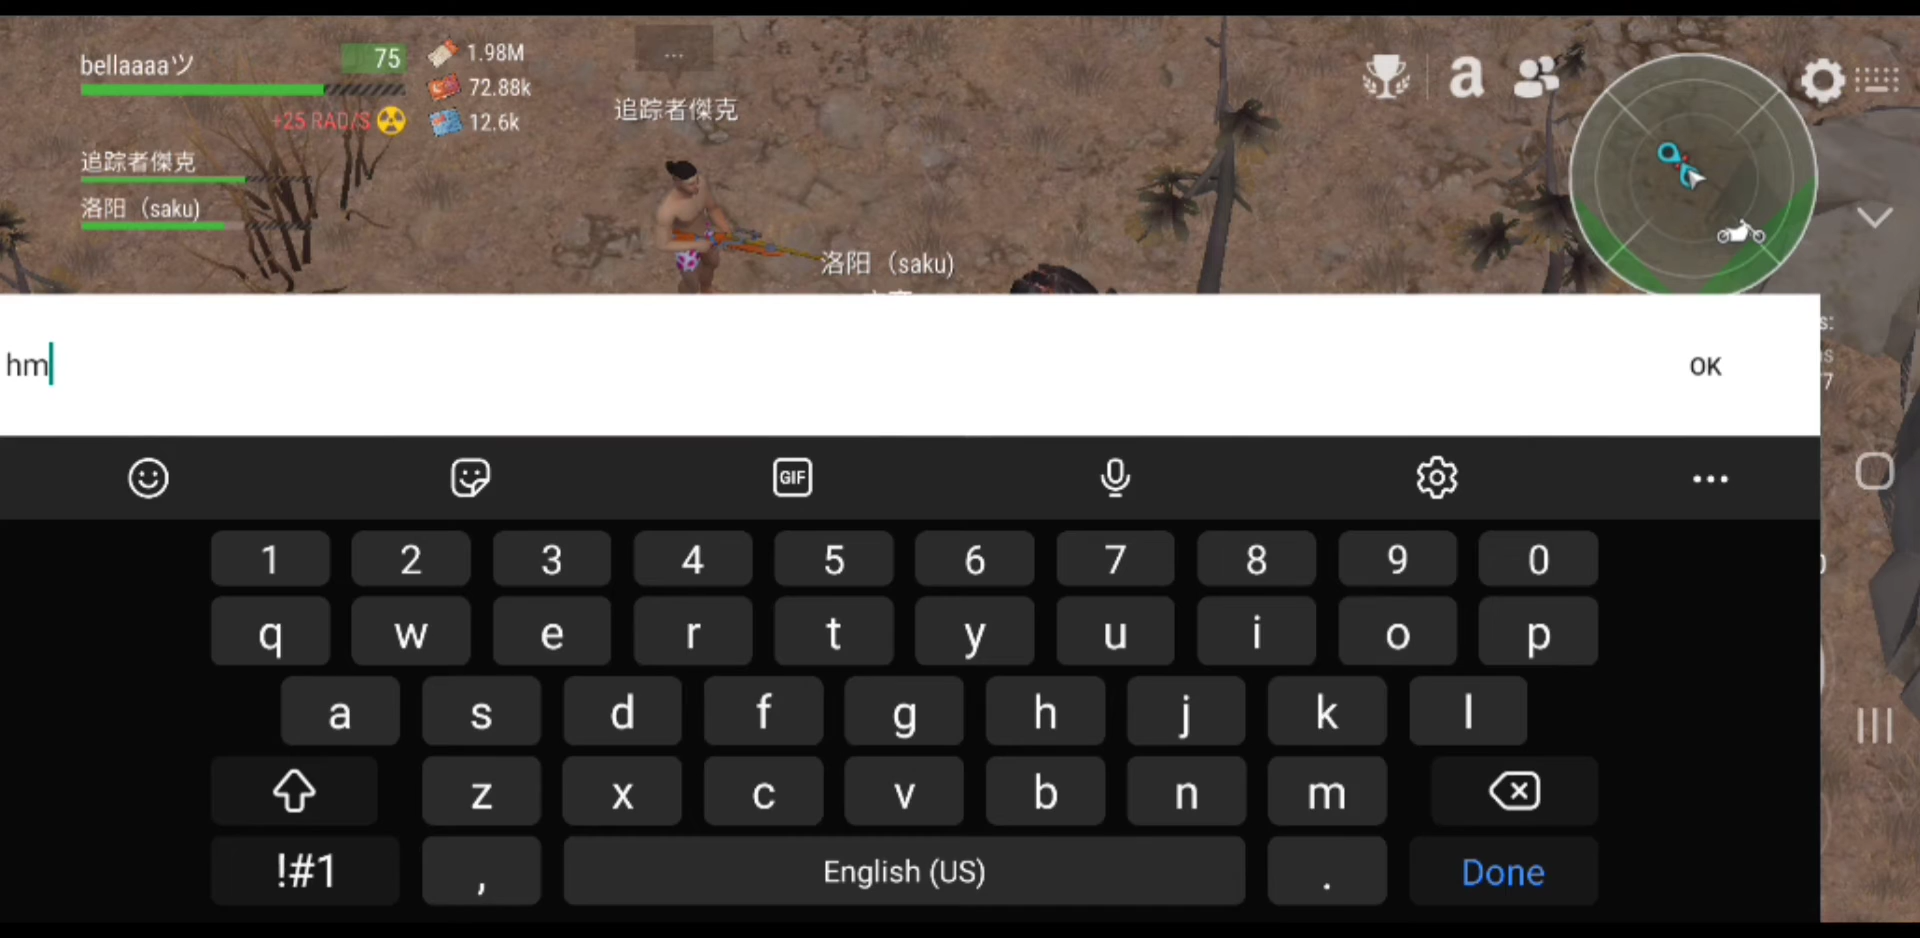 bellaaaaツ
75
1.98M
72.88k
12.6k
+25 RAD/S
追踪者傑克
洛阳（saku)
...
追踪者傑克
a
洛阳（saku)
hm
OK
GIF
1 2 3 4 5 6 7 8 9 0
q w e r t y u i o p
a s d f g h j k l
z x c v b n m
!#1 , English (US) . Done